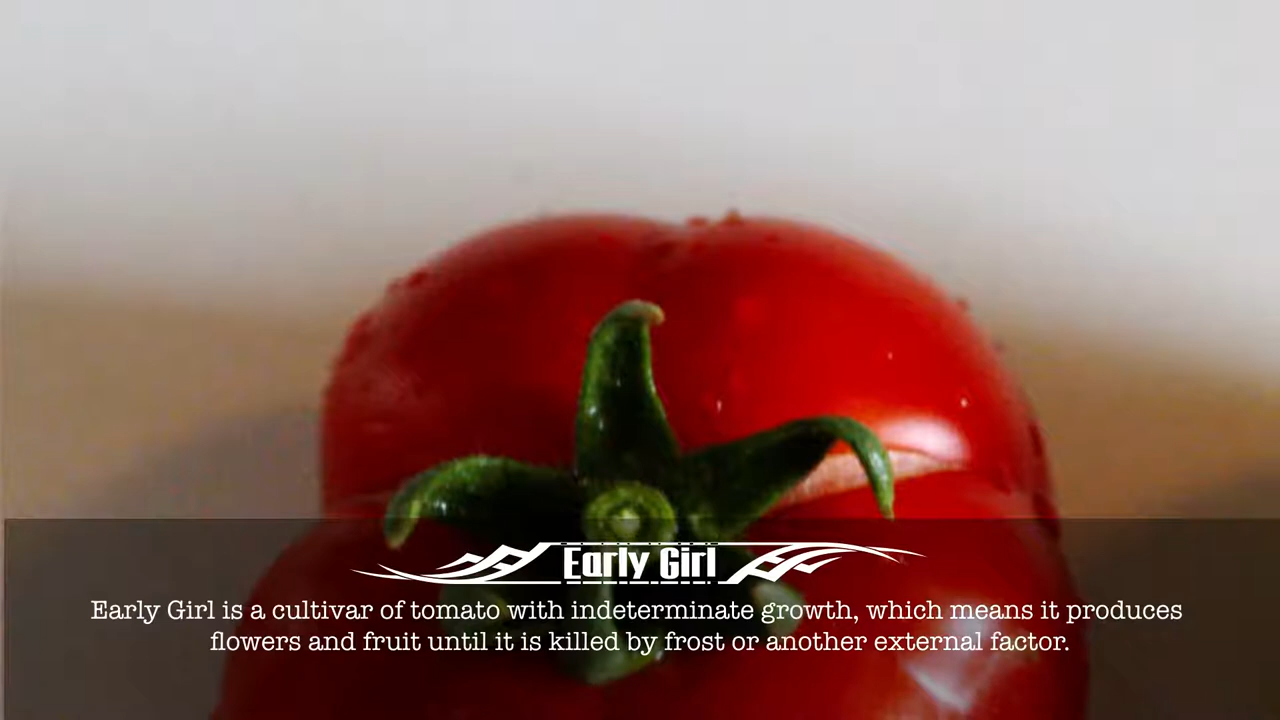 Early Girl
Early Girl is a cultivar of tomato with indeterminate growth, which means it produces
flowers and fruit until it is killed by frost or another external factor.